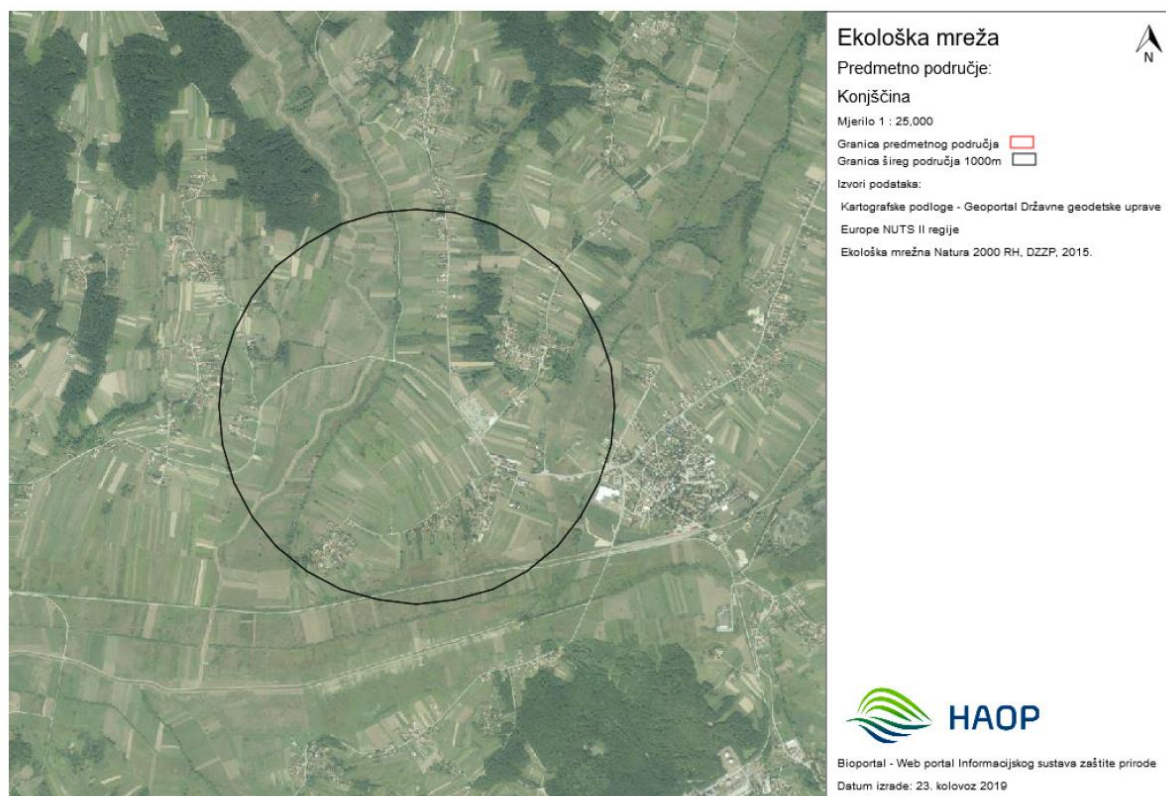 Ekološka mreža
N
Predmetno područje:
Konjščina
Mjerilo 1 : 25,000
Granica predmetnog područja
Granica šireg područja 1000m
Izvori podataka:
Kartografske podloge - Geoportal Državne geodetske uprave
Europe NUTS II regije
Ekološka mrežna Natura 2000 RH, DZZP, 2015.
HAOP
Bioportal - Web portal Informacijskog sustava zaštite prirode
Datum izrade: 23. kolovoz 2019